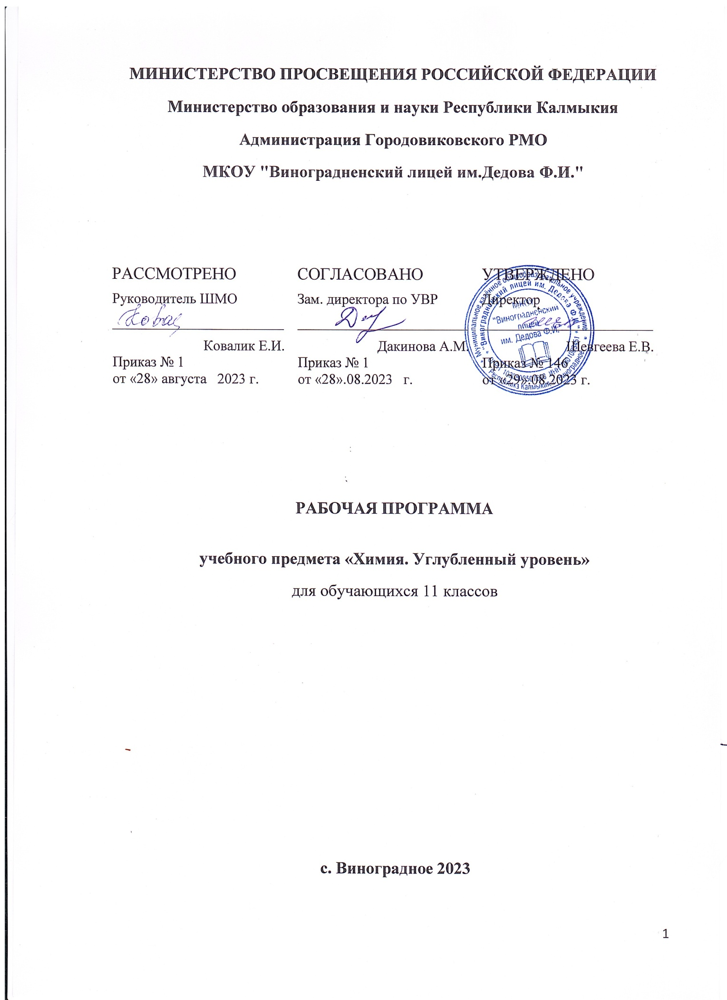 МИНИСТЕРСТВО ПРОСВЕЩЕНИЯ РОССИЙСКОЙ ФЕДЕРАЦИИ
Министерство образования и науки Республики Калмыкия
Администрация Городовиковского РМО
МКОУ "Виноградненский лицей им.Дедова Ф.И."
РАССМОТРЕНО
Руководитель ШМО
Ковалик Е.И.
Приказ № 1
от «28» августа 2023 г.
СОГЛАСОВАНО
Зам. директора по УВР
Дакинова А.М.
Приказ № 1
от «28».08.2023 г.
УТВЕРЖДЕНО
Директор
Шевгеева Е.В.
Приказ № 146
от «29».08.2023 г.
Муниципальное казённое общеобразовательное учреждение
"Виноградненский лицей им. Дедова Ф.И."
Республика Калмыкия
МКОУ
"Виноградненский
лицей
им. Дедова Ф.И."
РАБОЧАЯ ПРОГРАММА
учебного предмета «Химия. Углубленный уровень»
для обучающихся 11 классов
с. Виноградное 2023
1